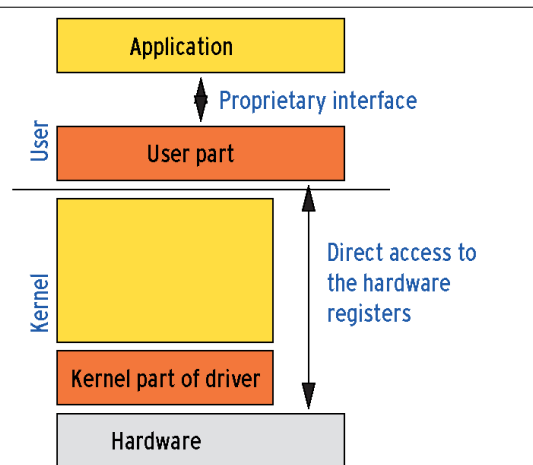 Application
Proprietary interface
User
User part
Direct access to
the hardware
registers
Kernel
Kernel part of driver
Hardware